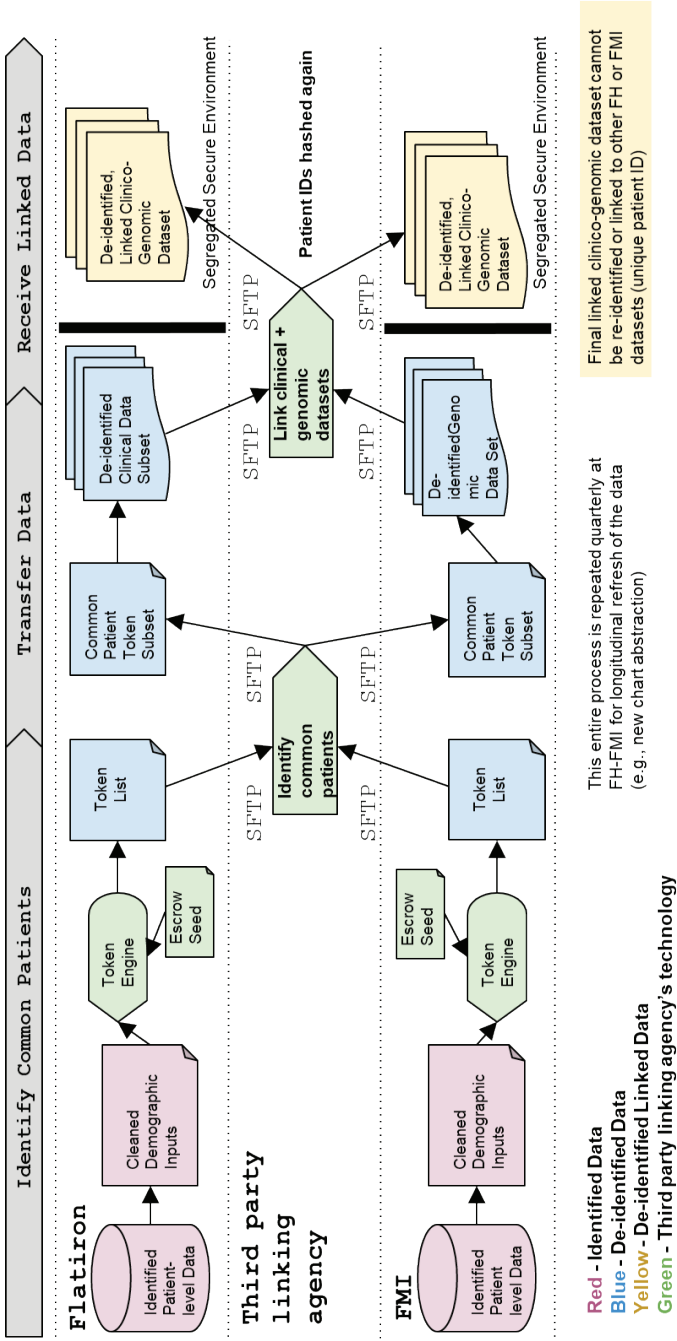 Identify Common Patients
Transfer Data
Receive Linked Data
Flatiron
Identified
Patient-
level Data
Cleaned
Demographic
Inputs
Token
Engine
Escrow
Seed
Token
List
Common
Patient
Token
Subset
De-identified
Clinical Data
Subset
De-identified,
Linked Clinico-
Genomic
Dataset
Segregated Secure Environment
Third party
linking
agency
SFTP
SFTP
SFTP
SFTP
Identify
common
patients
Link clinical +
genomic
datasets
Patient IDs hashed again
SFTP
SFTP
SFTP
SFTP
FMI
Identified
Patient
level Data
Cleaned
Demographic
Inputs
Token
Engine
Escrow
Seed
Token
List
Common
Patient
Token
Subset
De-
identifiedGeno
mic
Data Set
De-identified,
Linked Clinico-
Genomic
Dataset
Segregated Secure Environment
Red - Identified Data
Blue - De-identified Data
Yellow - De-identified Linked Data
Green - Third party linking agency's technology
This entire process is repeated quarterly at
FH-FMI for longitudinal refresh of the data
(e.g., new chart abstraction)
Final linked clinico-genomic dataset cannot
be re-identified or linked to other FH or FMI
datasets (unique patient ID)